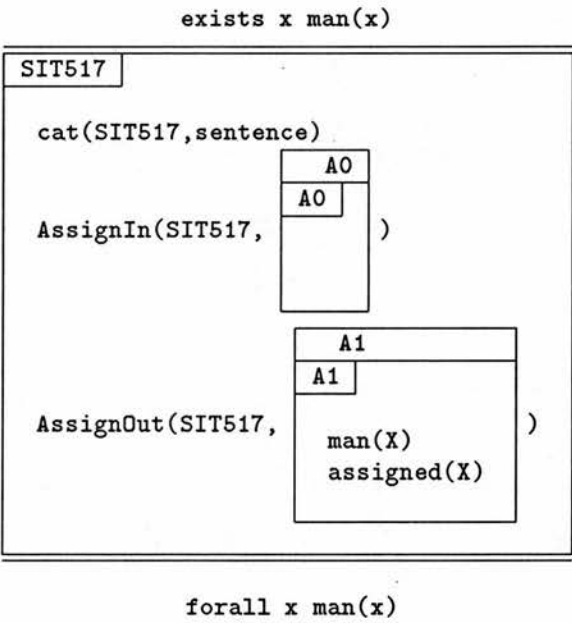 exists x man(x)
SIT517
cat(SIT517,sentence)
A0
A0
AssignIn(SIT517, )
A1
A1
AssignOut(SIT517, )
man(X)
assigned(X)
forall x man(x)